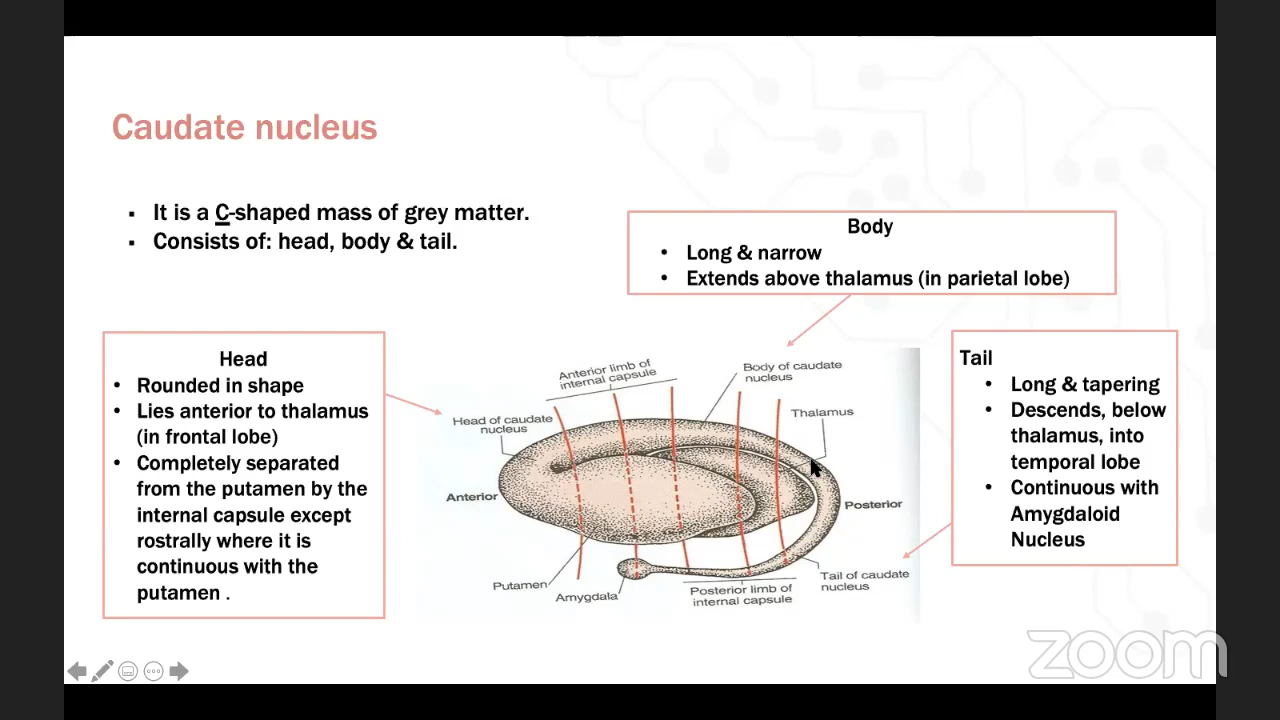 Caudate nucleus
▪ It is a C-shaped mass of grey matter.
▪ Consists of: head, body & tail.
Body
• Long & narrow
• Extends above thalamus (in parietal lobe)
Head
• Rounded in shape
• Lies anterior to thalamus
(in frontal lobe)
• Completely separated
from the putamen by the
internal capsule except
rostrally where it is
continuous with the
putamen .
Tail
• Long & tapering
• Descends, below
thalamus, into
temporal lobe
• Continuous with
Amygdaloid
Nucleus
Anterior limb of
internal capsule
Body of caudate
nucleus
Head of caudate
nucleus
Thalamus
Anterior
Posterior
Putamen
Amygdala
Posterior limb of
internal capsule
Tail of caudate
nucleus
zoom